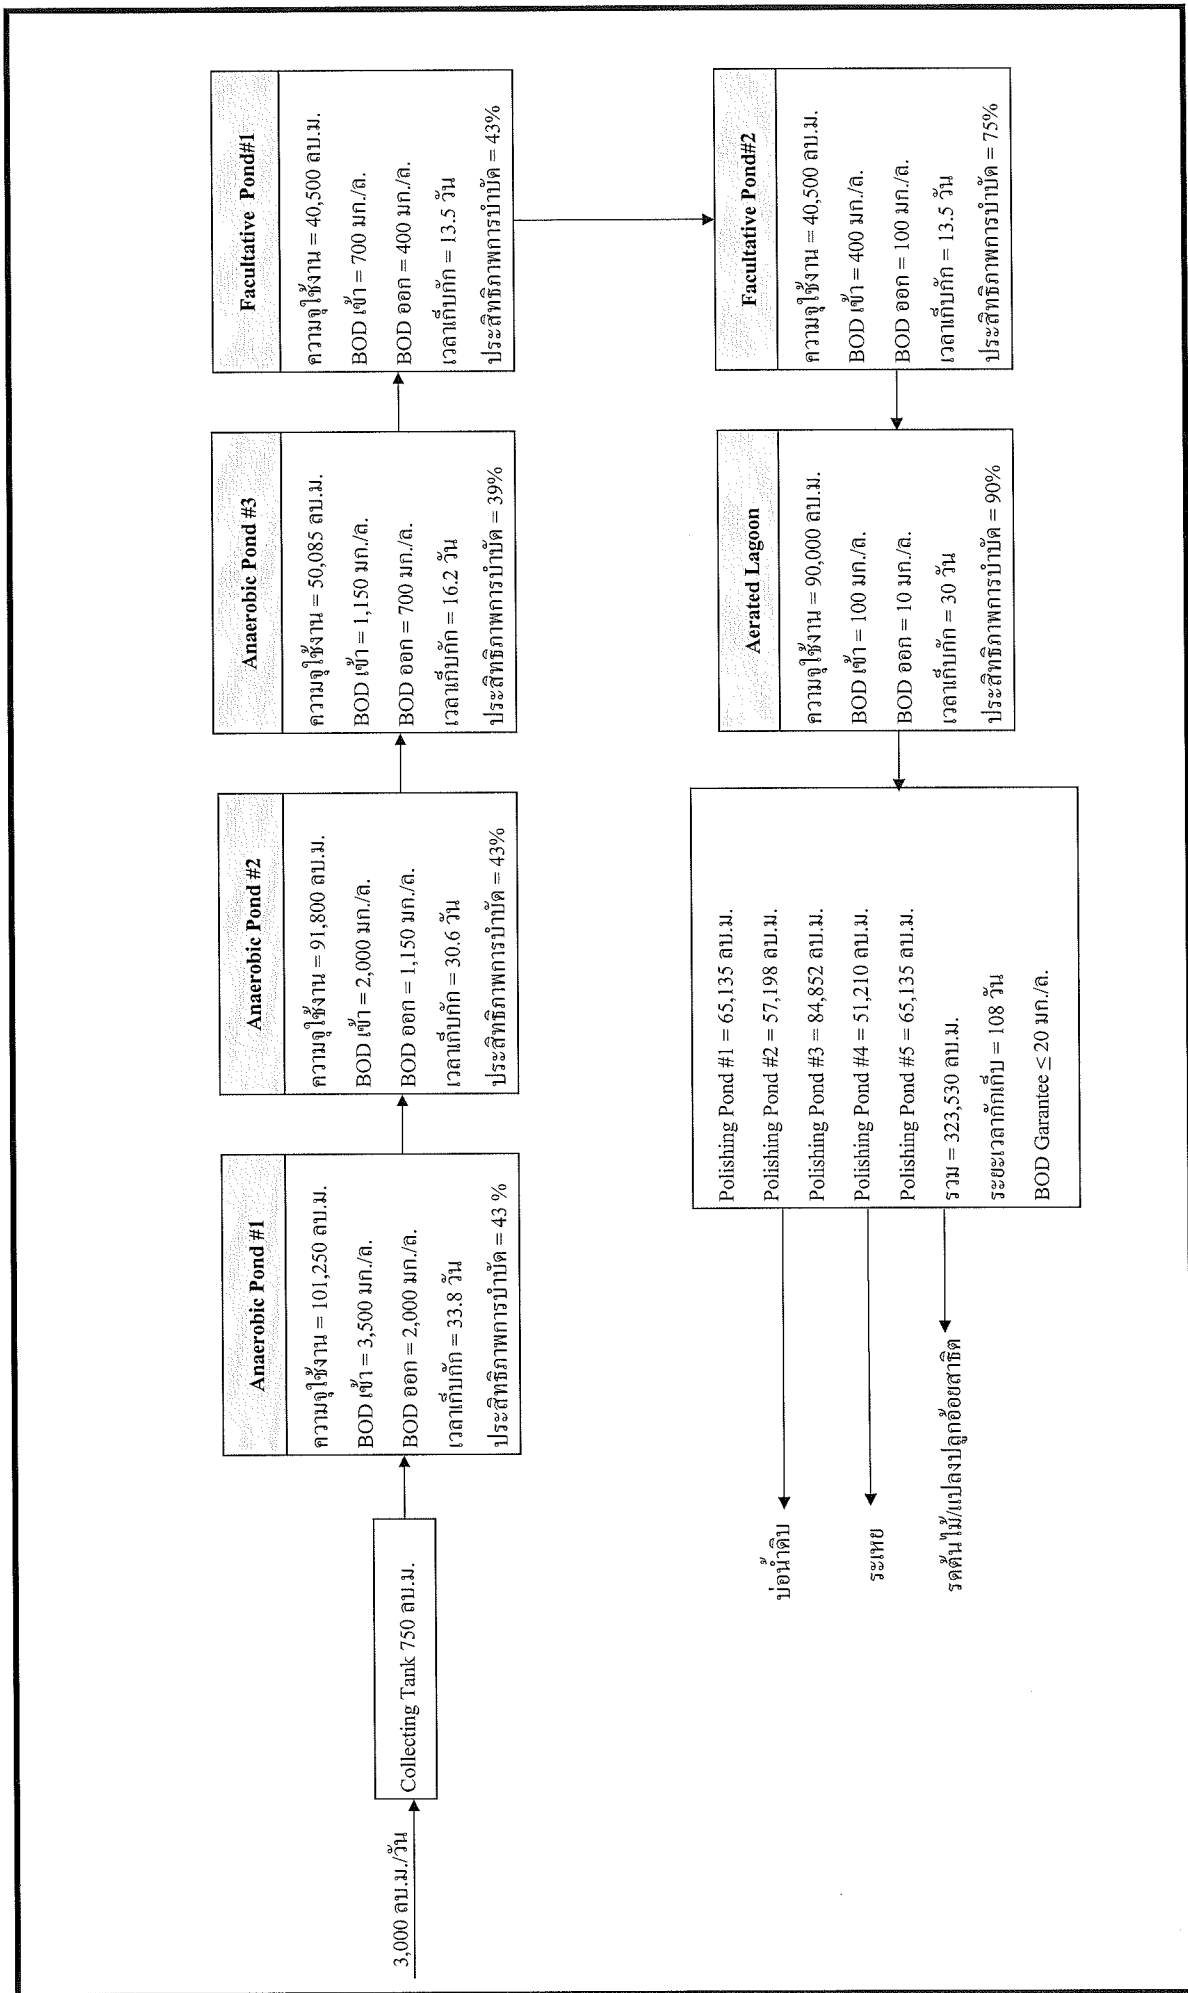 3,000 ลบ.ม./วัน
Collecting Tank 750 ลบ.ม.
Anaerobic Pond #1
ความจุใช้งาน = 101,250 ลบ.ม.
BOD เข้า = 3,500 มก./ล.
BOD ออก = 2,000 มก./ล.
เวลาเก็บกัก = 33.8 วัน
ประสิทธิภาพการบำบัด = 43 %
Anaerobic Pond #2
ความจุใช้งาน = 91,800 ลบ.ม.
BOD เข้า = 2,000 มก./ล.
BOD ออก = 1,150 มก./ล.
เวลาเก็บกัก = 30.6 วัน
ประสิทธิภาพการบำบัด = 43%
Anaerobic Pond #3
ความจุใช้งาน = 50,085 ลบ.ม.
BOD เข้า = 1,150 มก./ล.
BOD ออก = 700 มก./ล.
เวลาเก็บกัก = 16.2 วัน
ประสิทธิภาพการบำบัด = 39%
Facultative Pond#1
ความจุใช้งาน = 40,500 ลบ.ม.
BOD เข้า = 700 มก./ล.
BOD ออก = 400 มก./ล.
เวลาเก็บกัก = 13.5 วัน
ประสิทธิภาพการบำบัด = 43%
Facultative Pond#2
ความจุใช้งาน = 40,500 ลบ.ม.
BOD เข้า = 400 มก./ล.
BOD ออก = 100 มก./ล.
เวลาเก็บกัก = 13.5 วัน
ประสิทธิภาพการบำบัด = 75%
Aerated Lagoon
ความจุใช้งาน = 90,000 ลบ.ม.
BOD เข้า = 100 มก./ล.
BOD ออก = 10 มก./ล.
เวลาเก็บกัก = 30 วัน
ประสิทธิภาพการบำบัด = 90%
Polishing Pond #1 = 65,135 ลบ.ม.
Polishing Pond #2 = 57,198 ลบ.ม.
Polishing Pond #3 = 84,852 ลบ.ม.
Polishing Pond #4 = 51,210 ลบ.ม.
Polishing Pond #5 = 65,135 ลบ.ม.
รวม = 323,530 ลบ.ม.
ระยะเวลากักเก็บ = 108 วัน
BOD Garantee ≤ 20 มก./ล.
บ่อน้ำดิบ
ระเหย
รดต้นไม้/แปลงปลูกอ้อยสาธิต